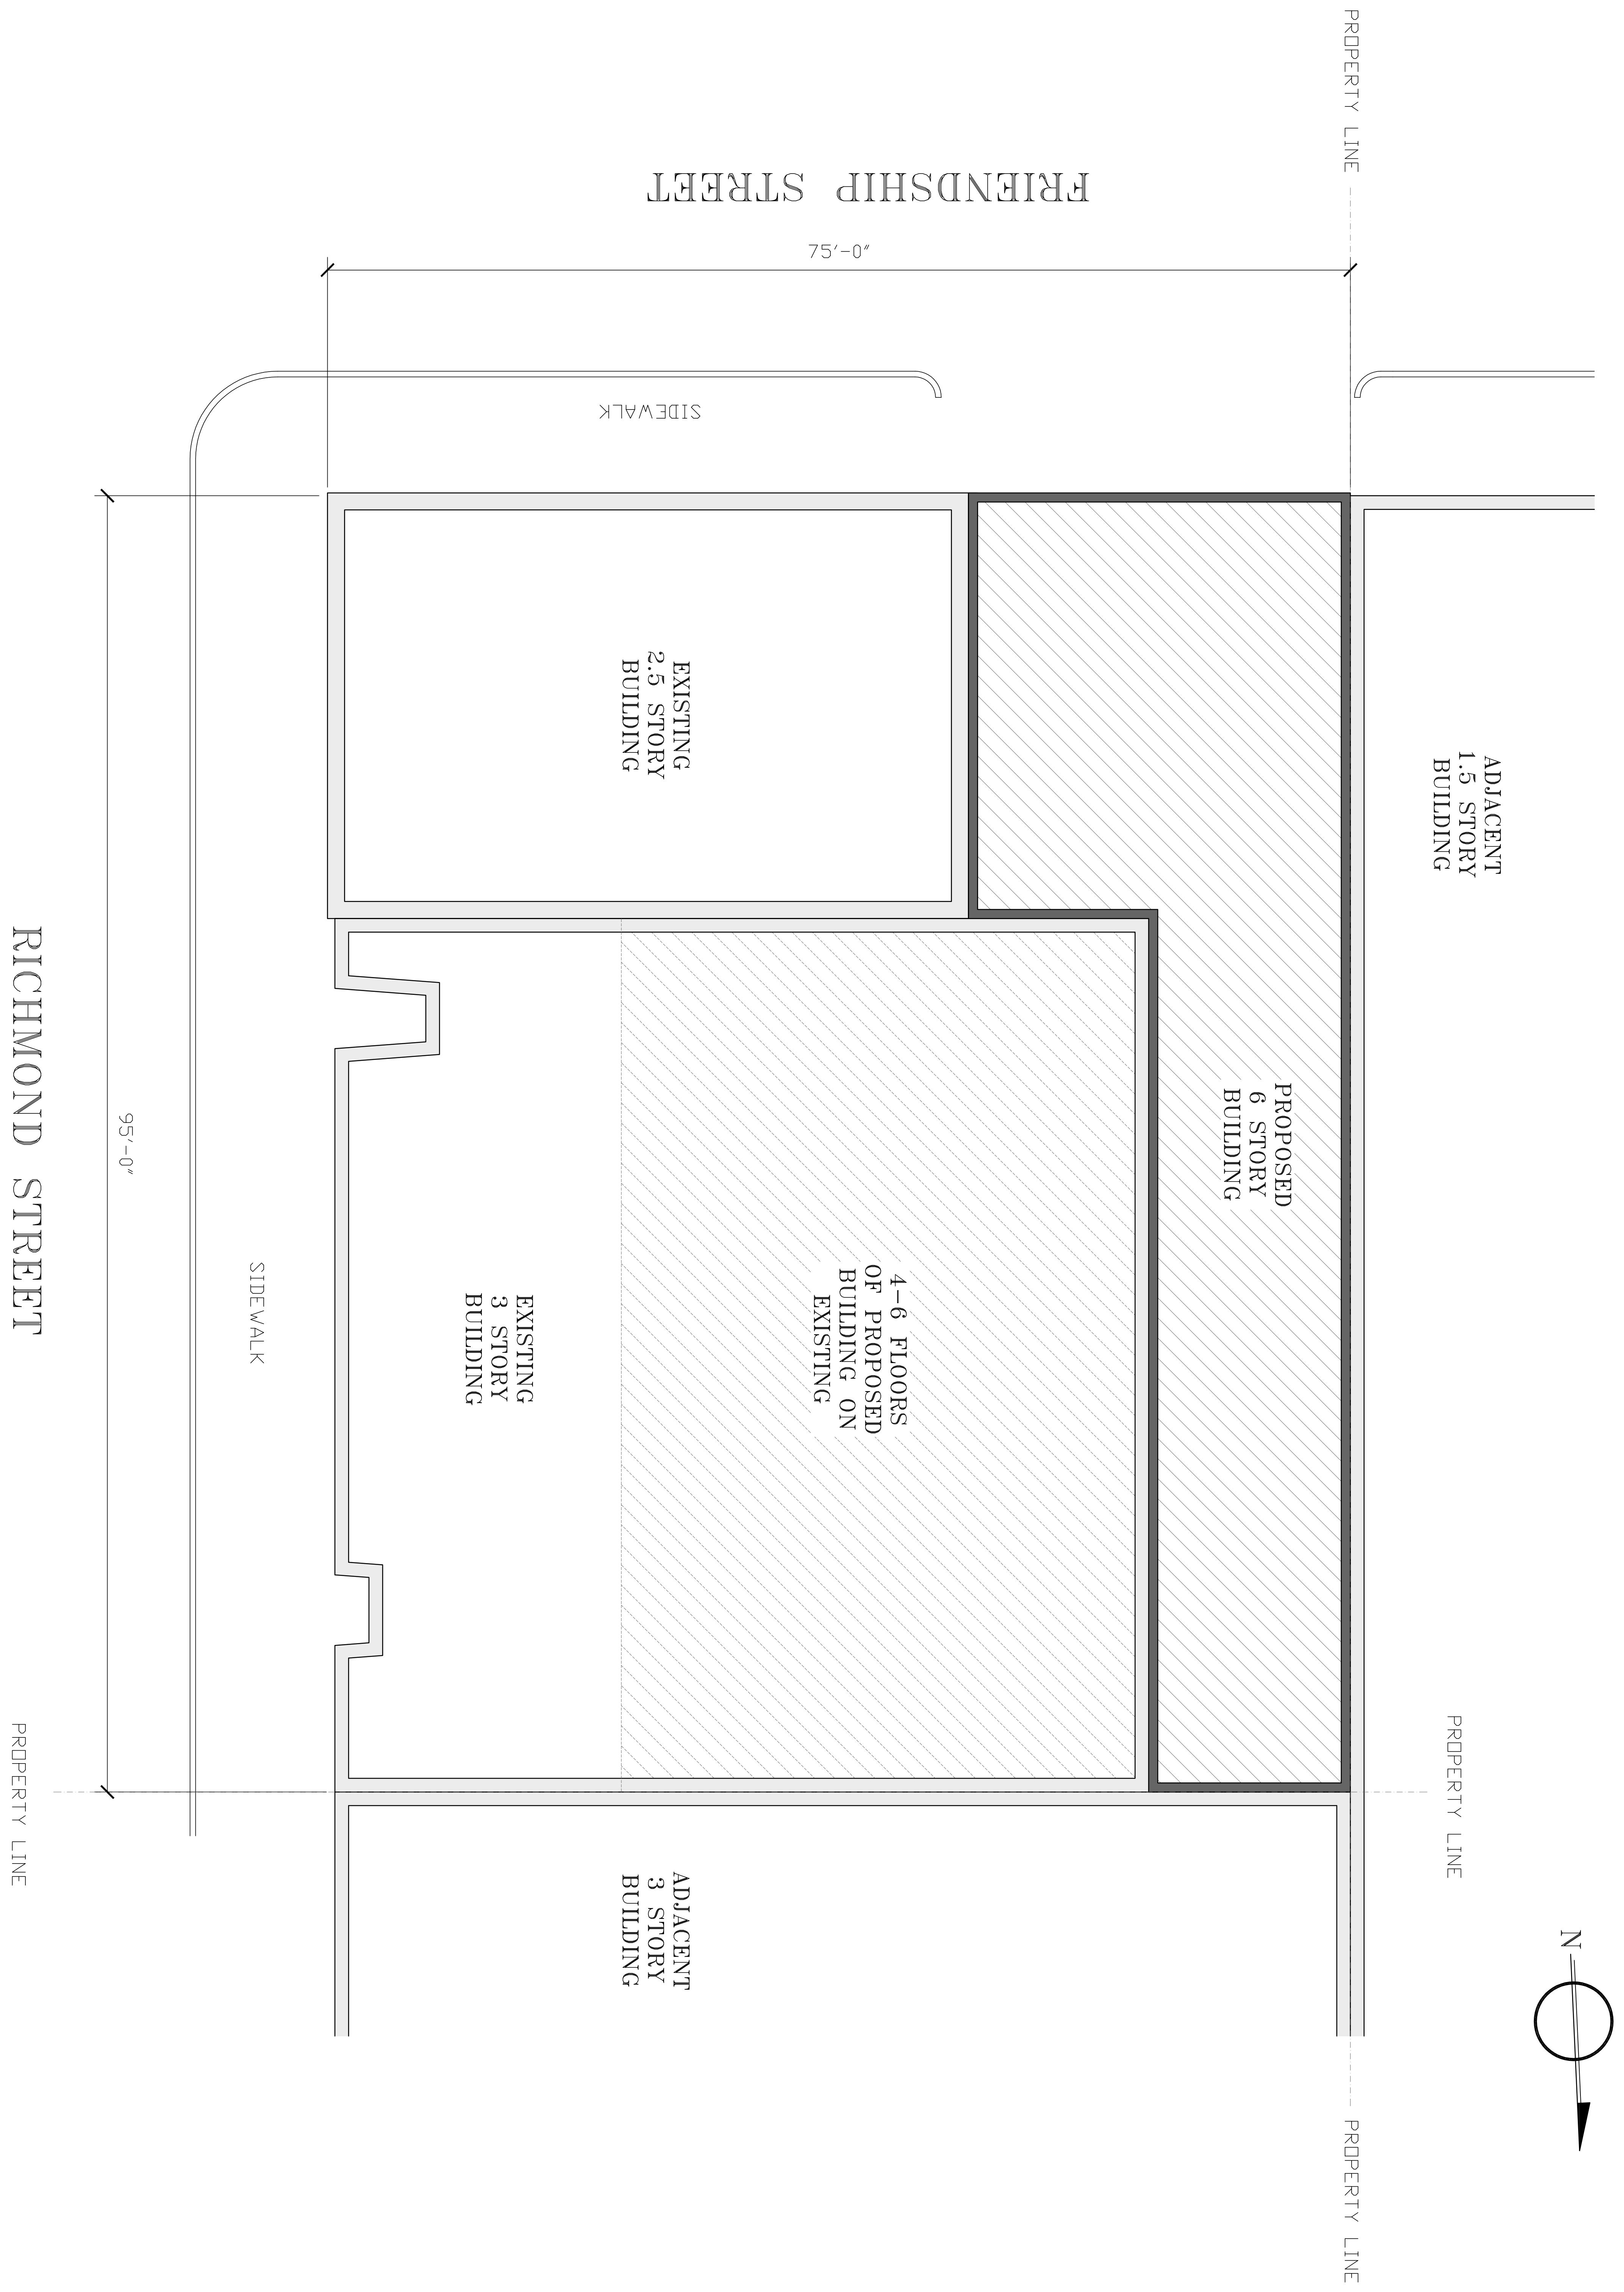 PROPERTY LINE
FRIENDSHIP STREET
75'-0"
SIDEWALK
EXISTING
2.5 STORY
BUILDING
ADJACENT
1.5 STORY
BUILDING
PROPOSED
6 STORY
BUILDING
4-6 FLOORS
OF PROPOSED
BUILDING ON
EXISTING
EXISTING
3 STORY
BUILDING
SIDEWALK
95'-0"
RICHMOND STREET
PROPERTY LINE
PROPERTY LINE
ADJACENT
3 STORY
BUILDING
N
PROPERTY LINE